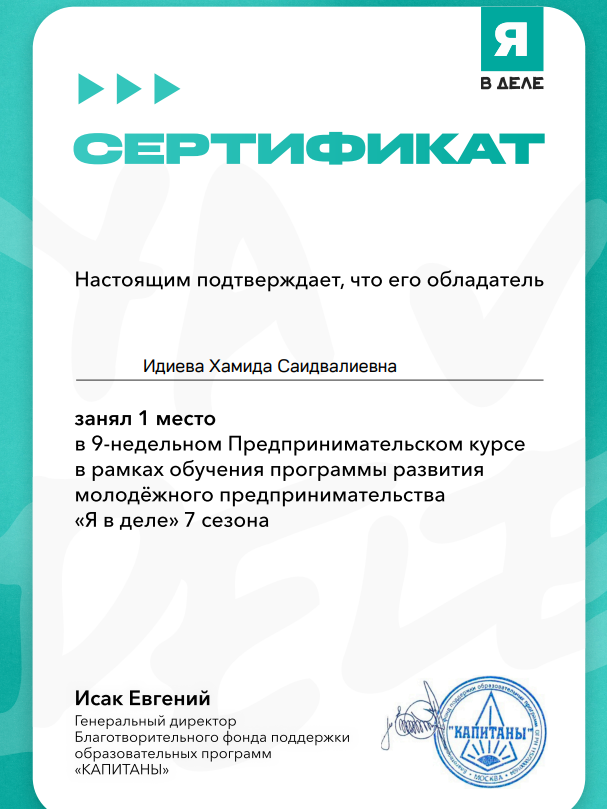 Я
В ДЕЛЕ
СЕРТИФИКАТ
Настоящим подтверждает, что его обладатель
Идиева Хамида Саидвалиевна
занял 1 место
в 9-недельном Предпринимательском курсе
в рамках обучения программы развития
молодёжного предпринимательства
«Я в деле» 7 сезона
Исак Евгений
Генеральный директор
Благотворительного фонда поддержки
образовательных программ
«КАПИТАНЫ»
"КАПИТАНЫ"
МОСКВА